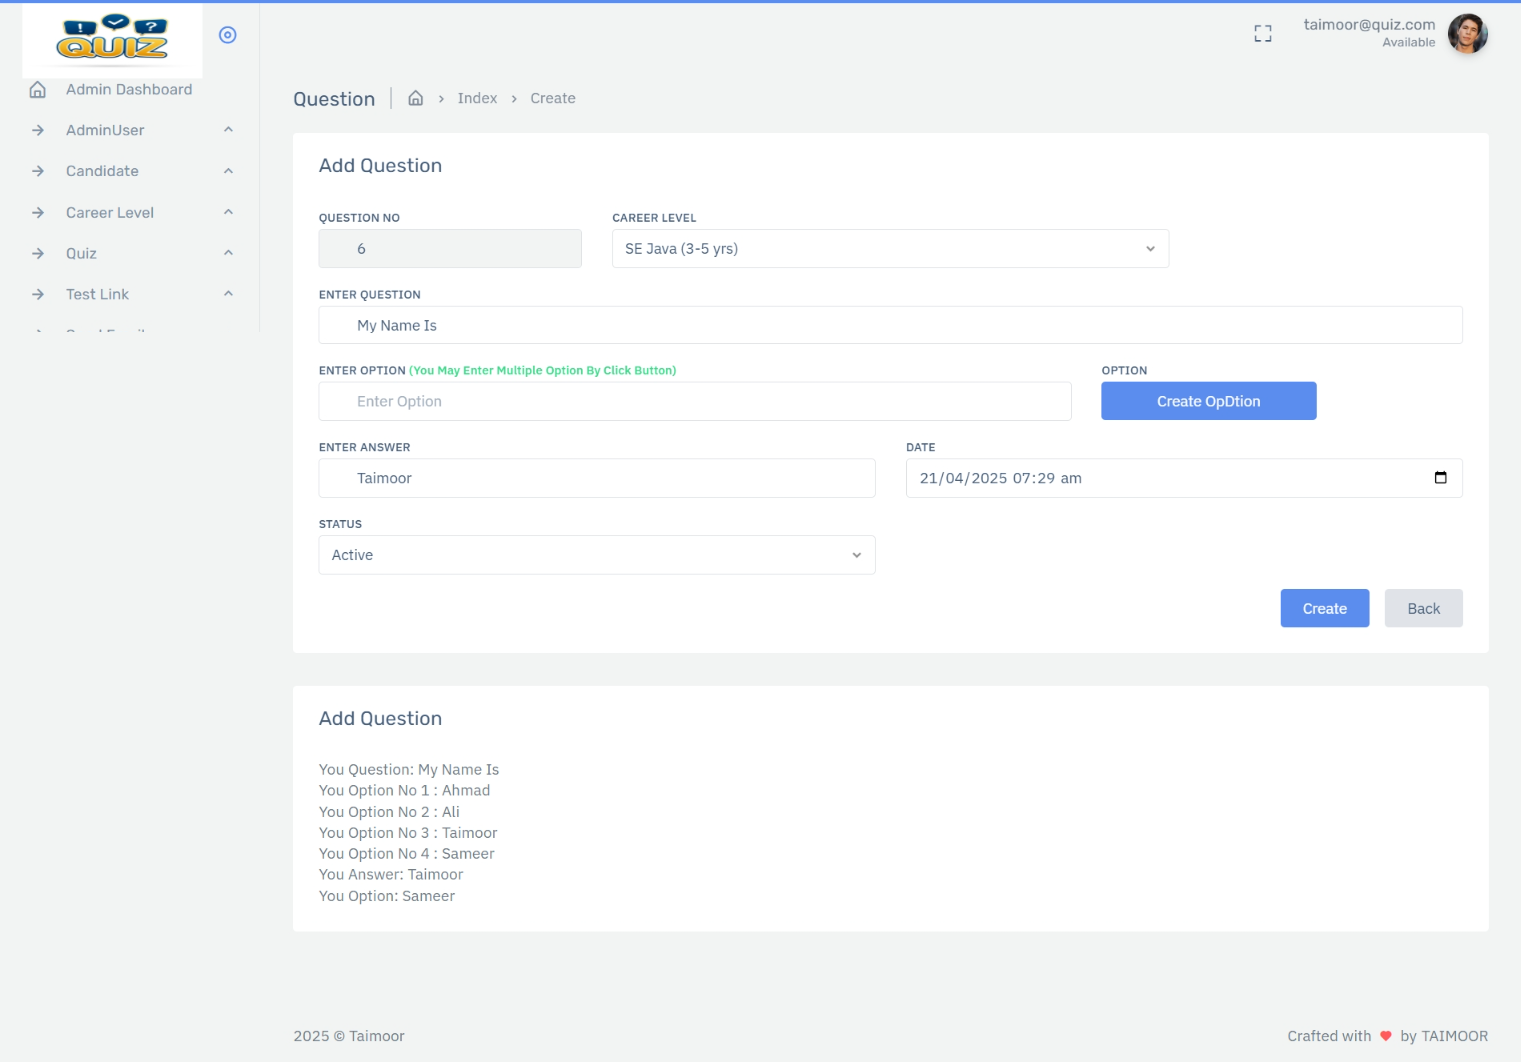 ! ?
QUIZ
taimoor@quiz.com
Available
Admin Dashboard
AdminUser
Candidate
Career Level
Quiz
Test Link
Question
Index
Create
Add Question
QUESTION NO
6
CAREER LEVEL
SE Java (3-5 yrs)
ENTER QUESTION
My Name Is
ENTER OPTION (You May Enter Multiple Option By Click Button)
Enter Option
OPTION
Create OpDtion
ENTER ANSWER
Taimoor
DATE
21/04/2025 07:29 am
STATUS
Active
Create
Back
Add Question
You Question: My Name Is
You Option No 1 : Ahmad
You Option No 2 : Ali
You Option No 3 : Taimoor
You Option No 4 : Sameer
You Answer: Taimoor
You Option: Sameer
2025 © Taimoor
Crafted with ♥ by TAIMOOR